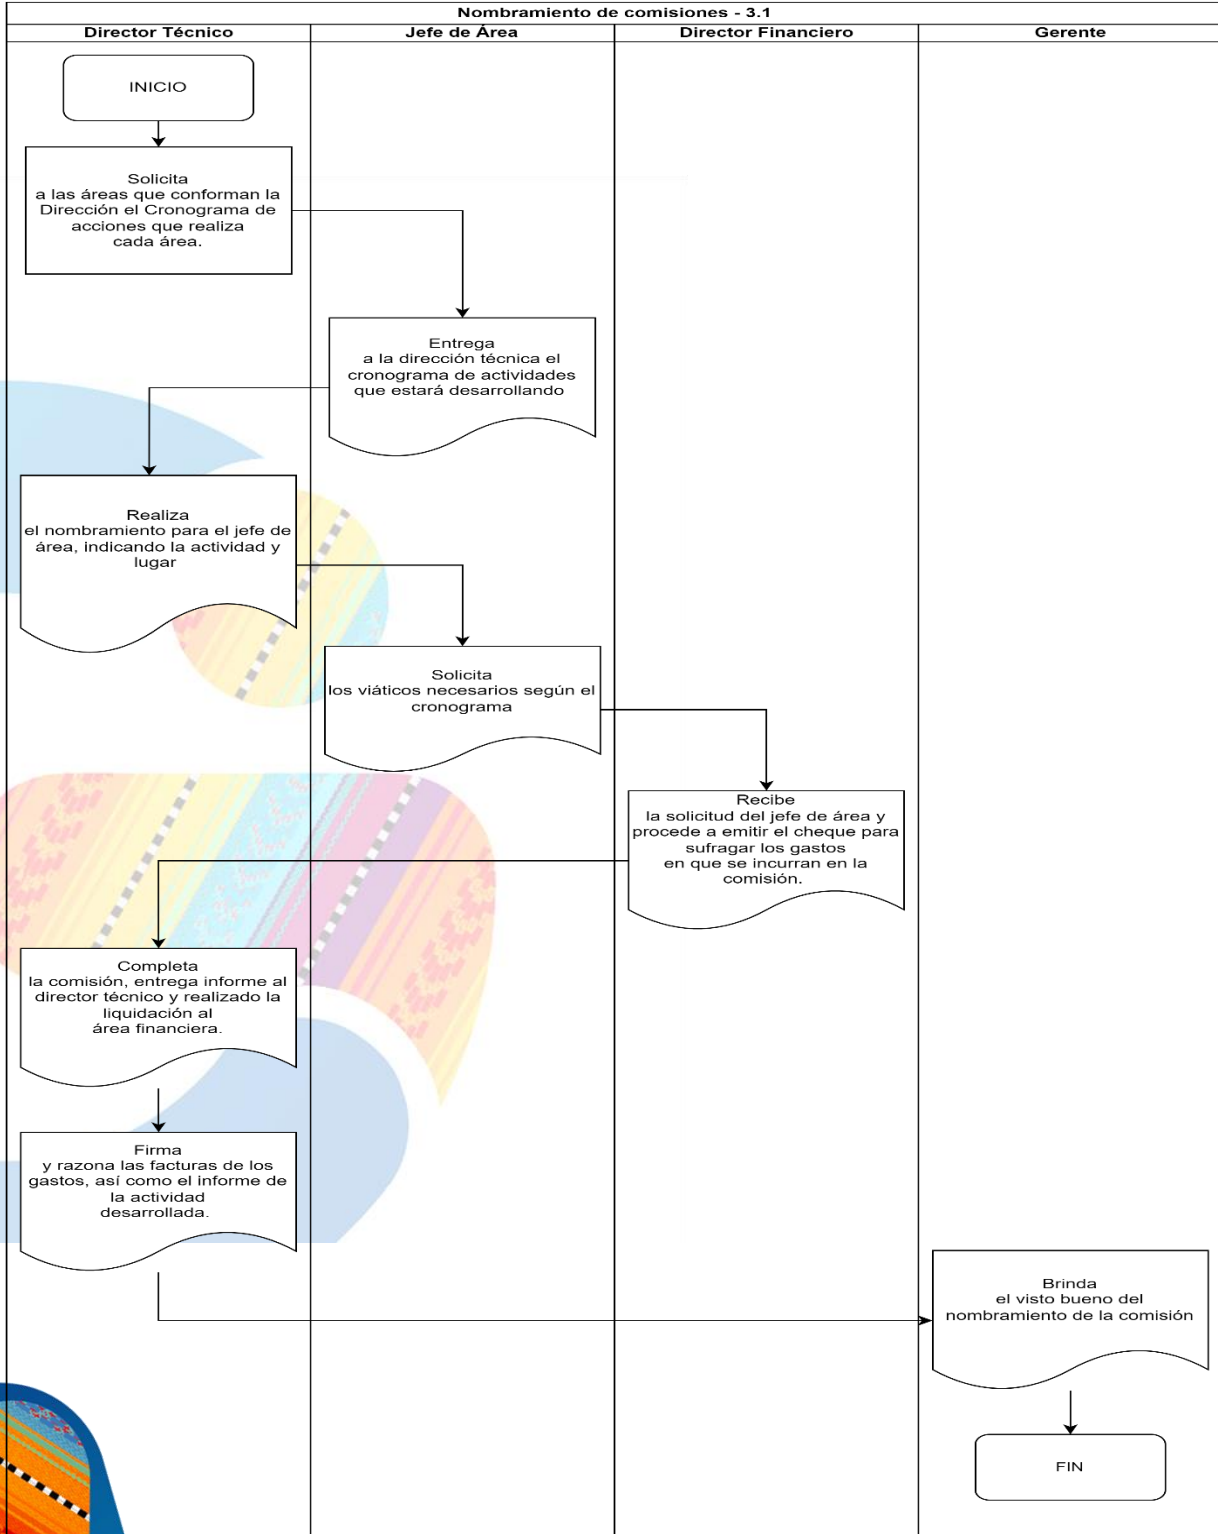 Nombramiento de comisiones - 3.1
Director Técnico
Jefe de Área
Director Financiero
Gerente
INICIO
Solicita
a las áreas que conforman la
Dirección el Cronograma de
acciones que realiza
cada área.
Entrega
a la dirección técnica el
cronograma de actividades
que estará desarrollando
Realiza
el nombramiento para el jefe de
área, indicando la actividad y
lugar
Solicita
los viáticos necesarios según el
cronograma
Recibe
la solicitud del jefe de área y
procede a emitir el cheque para
sufragar los gastos
en que se incurran en la
comisión.
Completa
la comisión, entrega informe al
director técnico y realizado la
liquidación al
área financiera.
Firma
y razona las facturas de los
gastos, así como el informe de
la actividad
desarrollada.
Brinda
el visto bueno del
nombramiento de la comisión
FIN